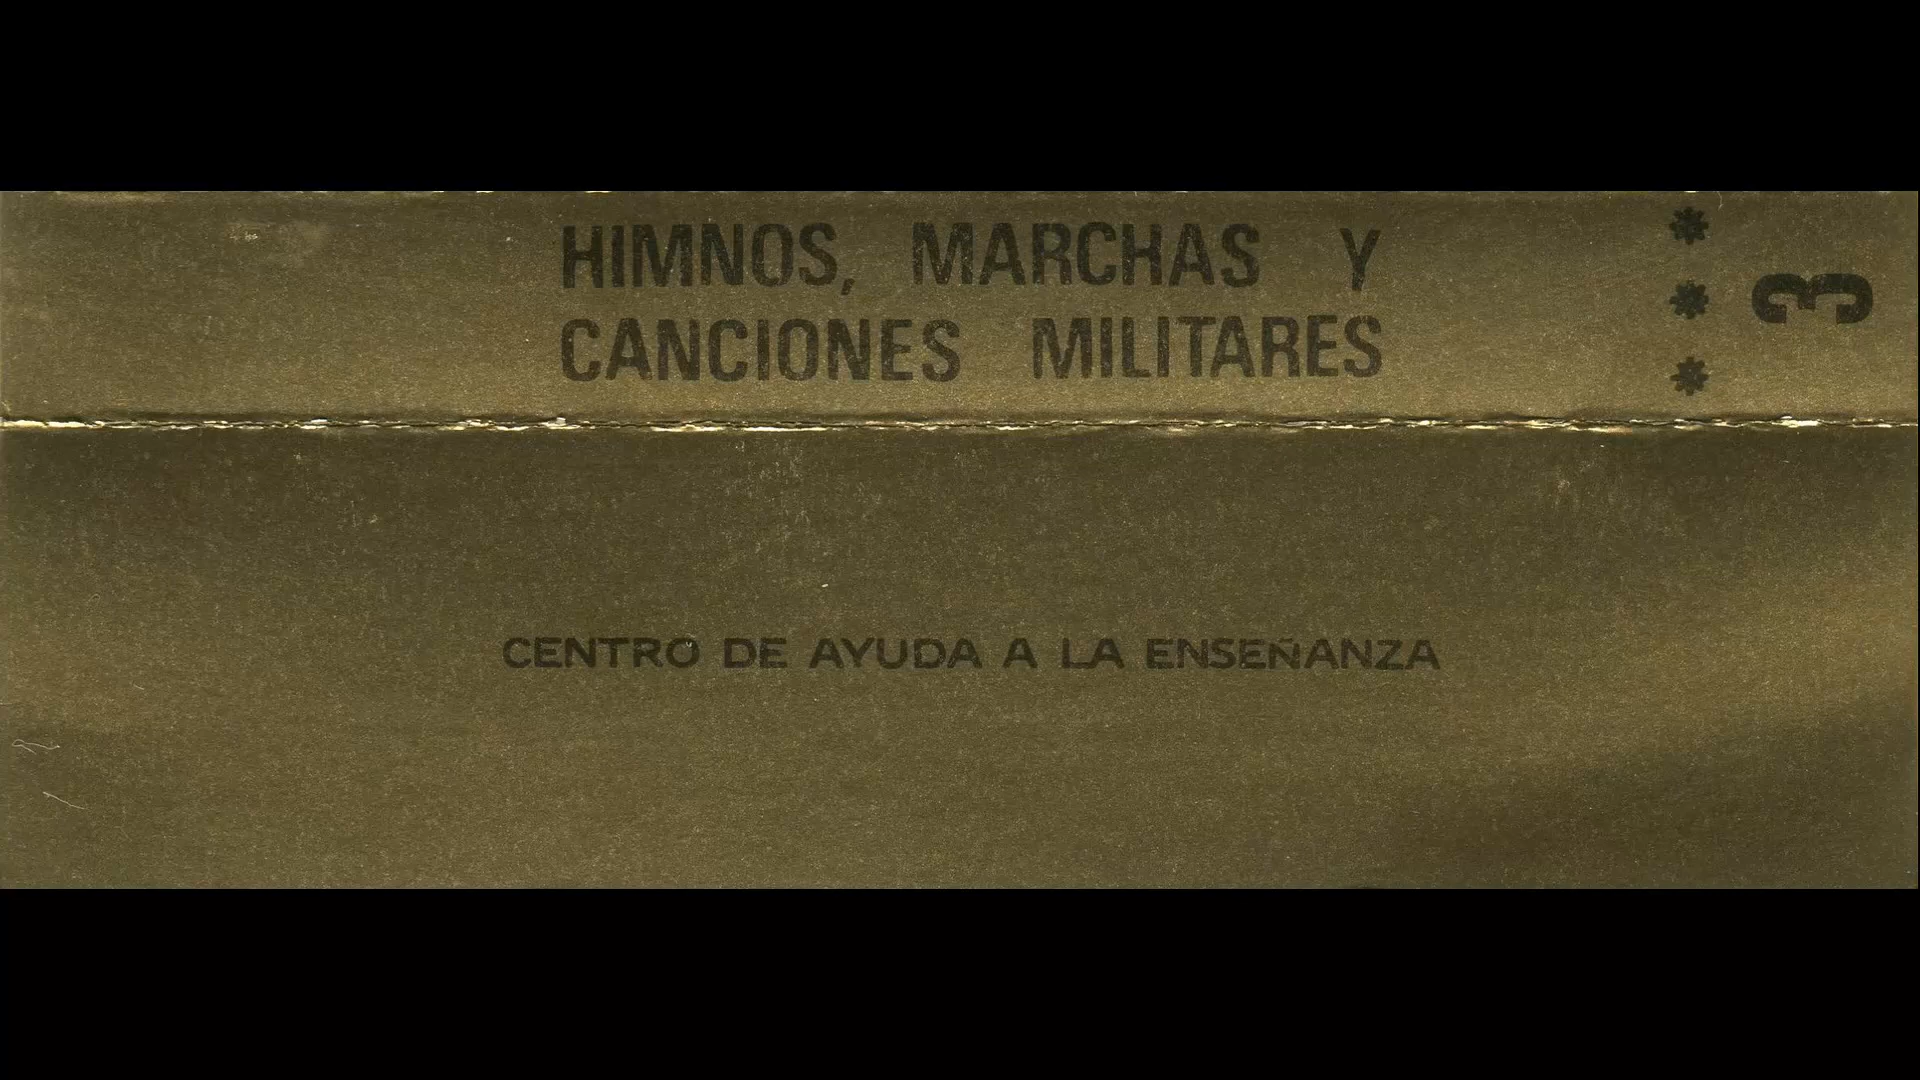 HIMNOS, MARCHAS Y
CANCIONES MILITARES
***
3
CENTRO DE AYUDA A LA ENSEÑANZA